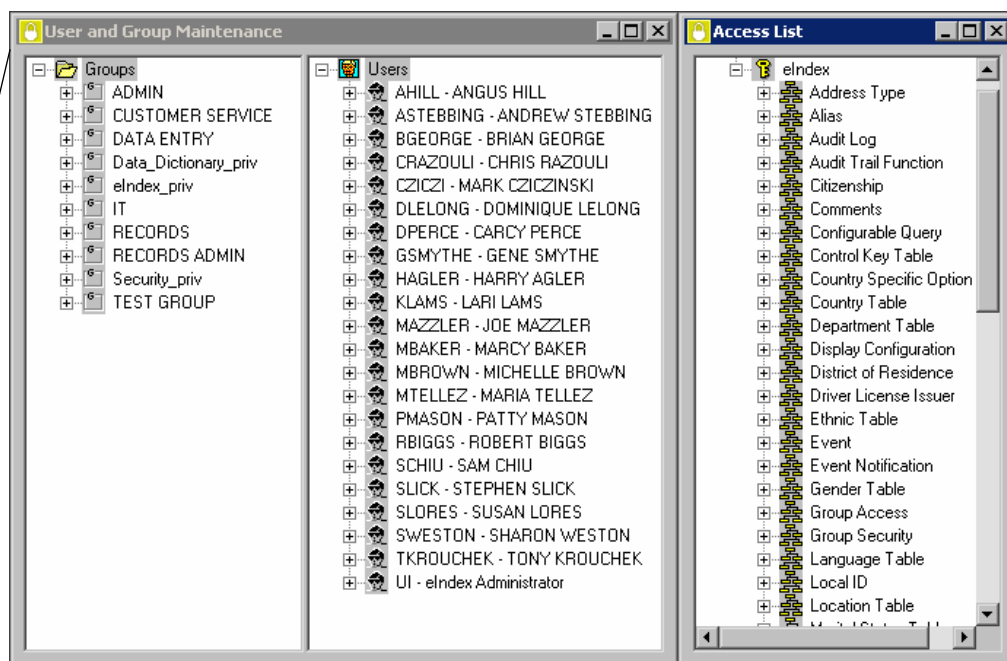 User and Group Maintenance
Groups
ADMIN
CUSTOMER SERVICE
DATA ENTRY
Data_Dictionary_priv
eIndex_priv
IT
RECORDS
RECORDS ADMIN
Security_priv
TEST GROUP
Users
AHILL - ANGUS HILL
ASTEBBING - ANDREW STEBBING
BGEORGE - BRIAN GEORGE
CRAZOULI - CHRIS RAZOULI
CZICZI - MARK CZICZINSKI
DLELONG - DOMINIQUE LELONG
DPERCE - CARCY PERCE
GSMYTHE - GENE SMYTHE
HAGLER - HARRY AGLER
KLAMS - LARI LAMS
MAZZLER - JOE MAZZLER
MBAKER - MARCY BAKER
MBROWN - MICHELLE BROWN
MTELLEZ - MARIA TELLEZ
PMASON - PATTY MASON
RBIGGS - ROBERT BIGGS
SCHIU - SAM CHIU
SLICK - STEPHEN SLICK
SLORES - SUSAN LORES
SWESTON - SHARON WESTON
TKROUCHEK - TONY KROUCHEK
UI - eIndex Administrator
Access List
eIndex
Address Type
Alias
Audit Log
Audit Trail Function
Citizenship
Comments
Configurable Query
Control Key Table
Country Specific Option
Country Table
Department Table
Display Configuration
District of Residence
Driver License Issuer
Ethnic Table
Event
Event Notification
Gender Table
Group Access
Group Security
Language Table
Local ID
Location Table